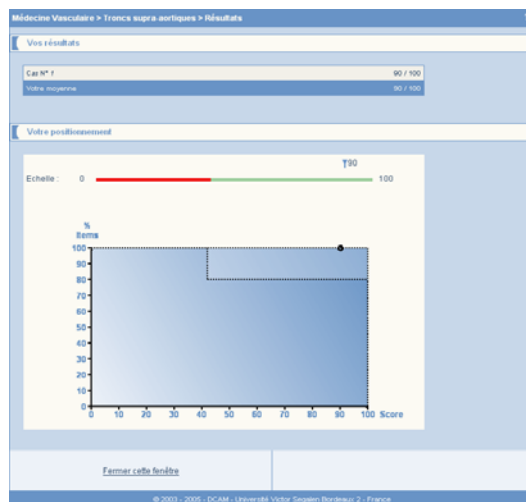 Médecine Vasculaire > Troncs supra-aortiques > Résultats
Vos résultats
Cas N° 1 90 / 100
Votre moyenne 90 / 100
Votre positionnement
90
Echelle : 0 100
%
Items
100
90
80
70
60
50
40
30
20
10
0
0 10 20 30 40 50 60 70 80 90 100 Score
Fermer cette fenêtre
© 2003 - 2005 - DCAM - Université Victor Segalen Bordeaux 2 - France